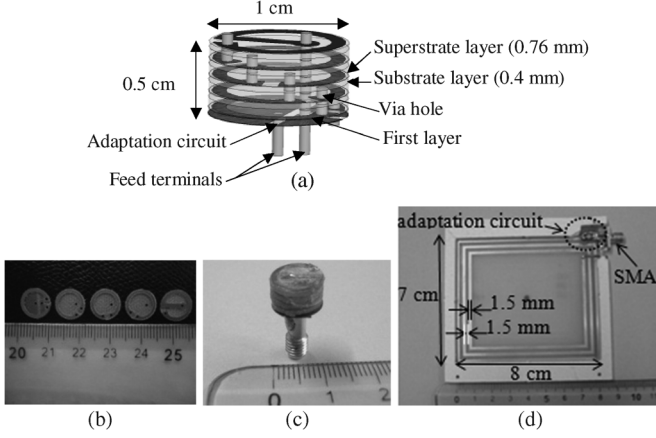 1 cm
0.5 cm
Superstrate layer (0.76 mm)
Substrate layer (0.4 mm)
Via hole
First layer
Adaptation circuit
Feed terminals
(a)
20 21 22 23 24 25
(b)
0 1 2
(c)
adaptation circuit
SMA
7 cm
1.5 mm
1.5 mm
8 cm
(d)